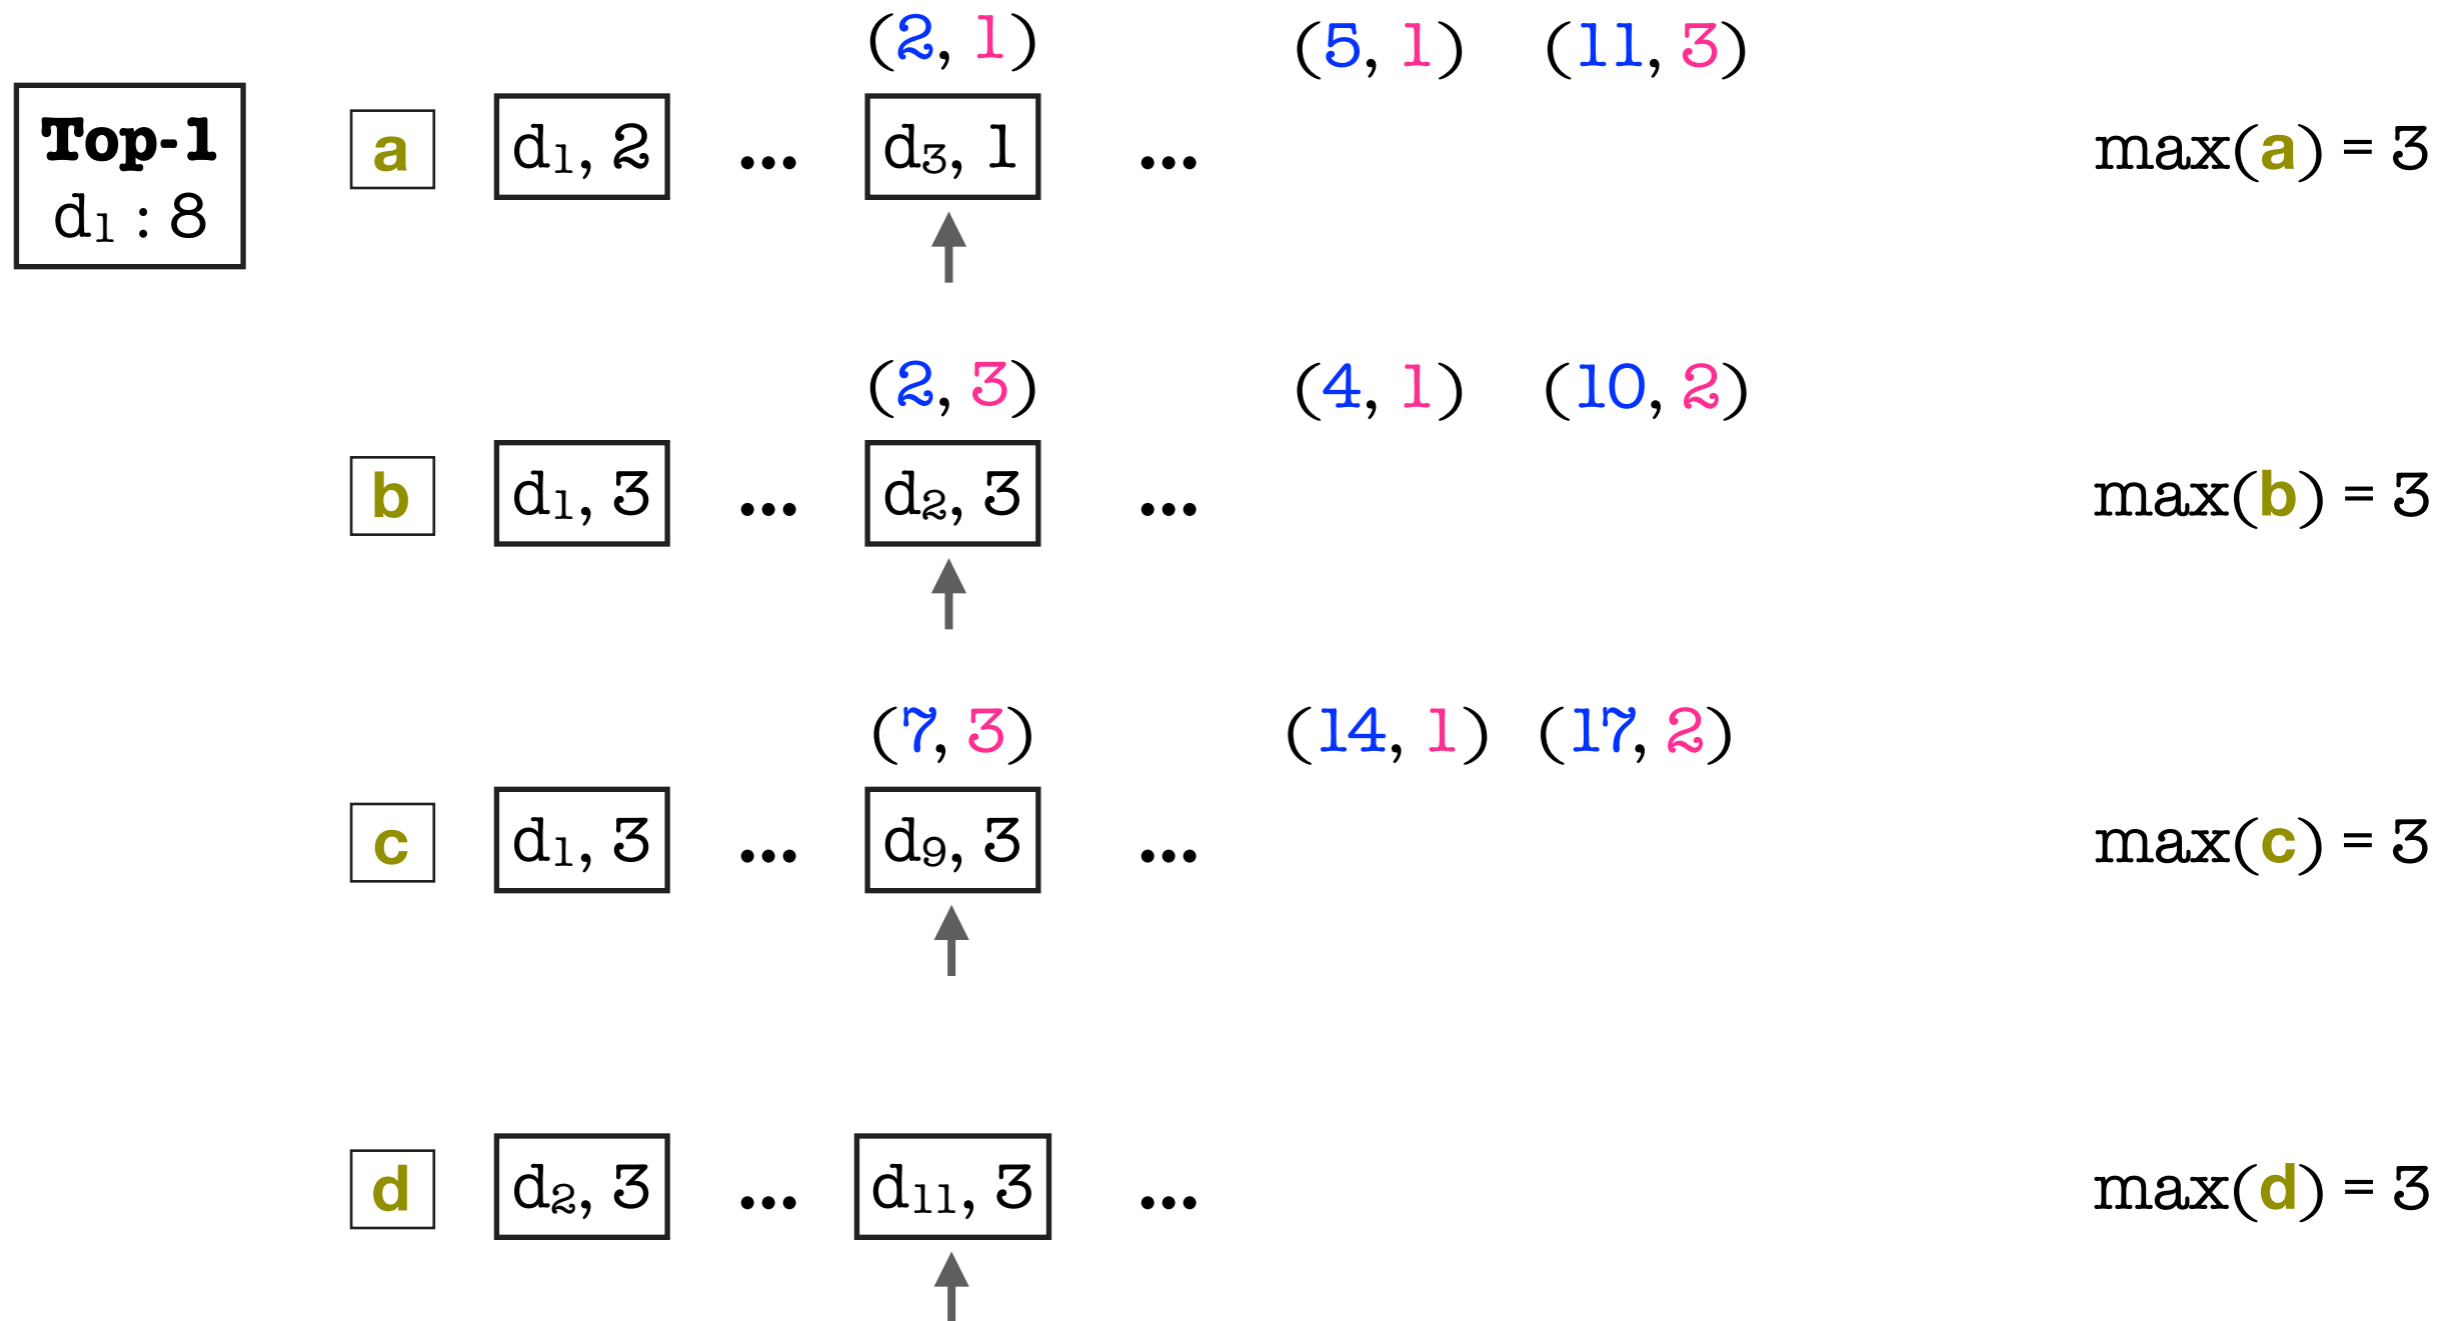 (2, 1) (5, 1) (11, 3)
Top-1
d₁ : 8
a d₁, 2 ... d₃, 1 ... max(a) = 3
(2, 3) (4, 1) (10, 2)
b d₁, 3 ... d₂, 3 ... max(b) = 3
(7, 3) (14, 1) (17, 2)
c d₁, 3 ... d₉, 3 ... max(c) = 3
d d₂, 3 ... d₁₁, 3 ... max(d) = 3